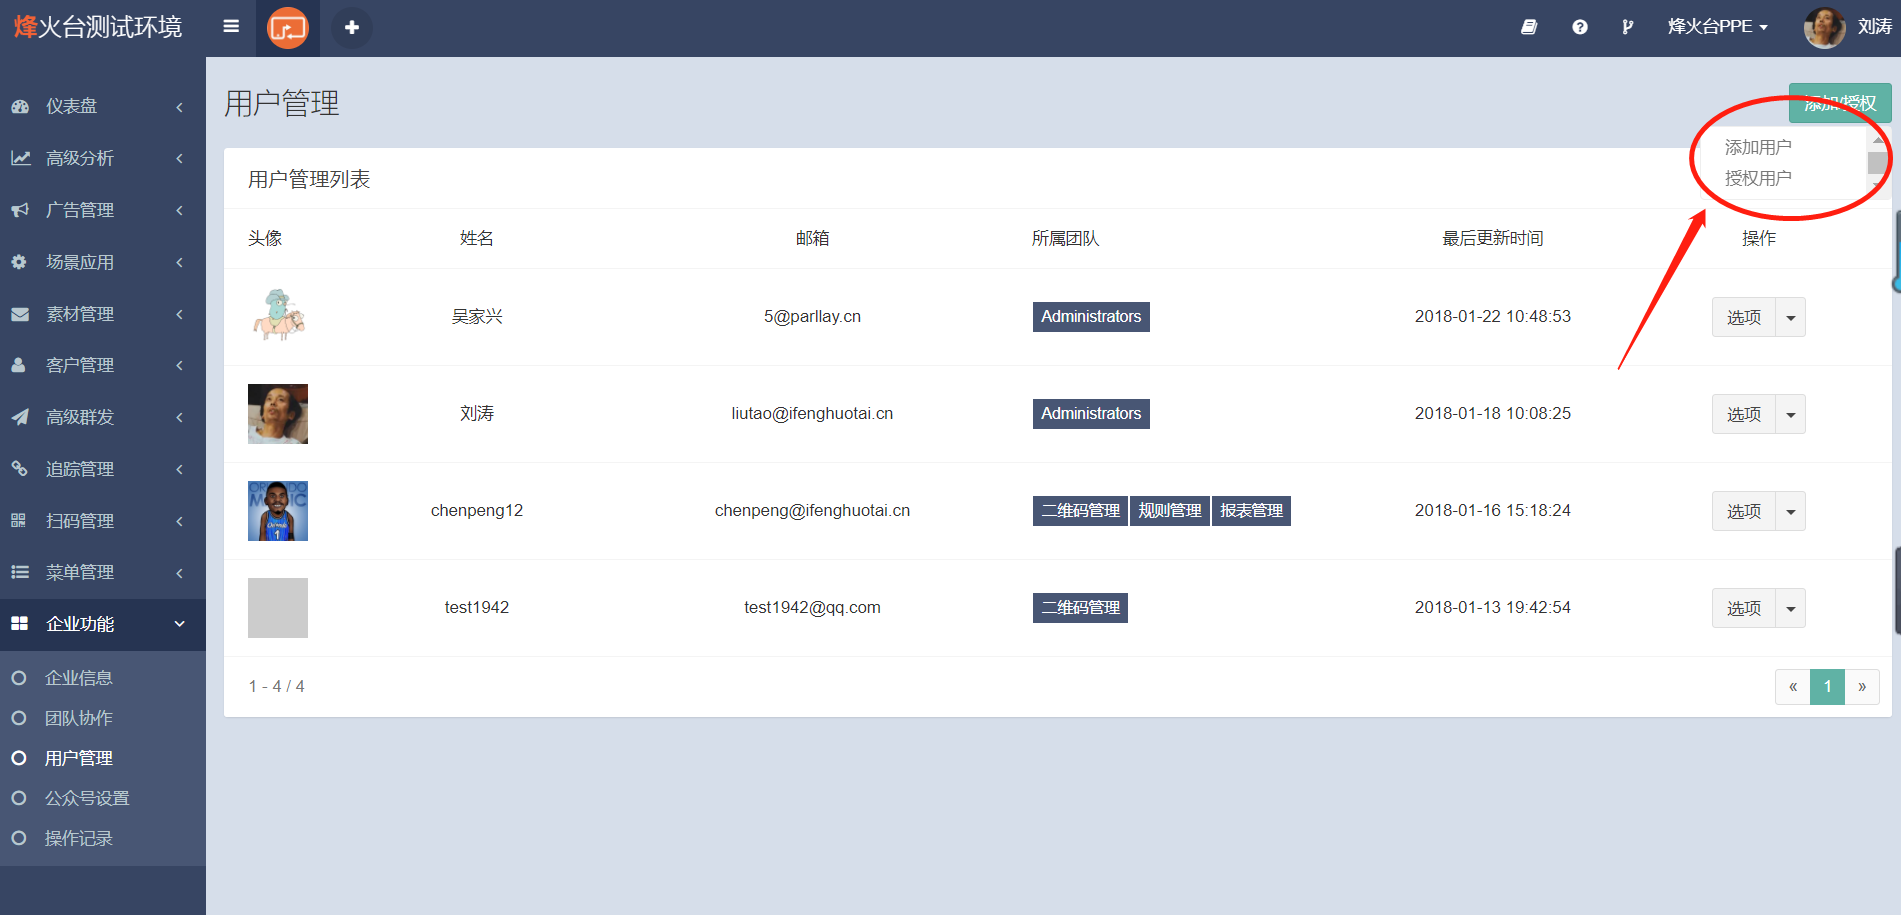 烽火台测试环境
烽火台PPE
刘涛
仪表盘
高级分析
广告管理
场景应用
素材管理
客户管理
高级群发
追踪管理
扫码管理
菜单管理
企业功能
企业信息
团队协作
用户管理
公众号设置
操作记录
用户管理
添加/授权
添加用户
授权用户
用户管理列表
头像 姓名 邮箱 所属团队 最后更新时间 操作
吴家兴 5@parllay.cn Administrators 2018-01-22 10:48:53 选项
刘涛 liutao@ifenghuotai.cn Administrators 2018-01-18 10:08:25 选项
chenpeng12 chenpeng@ifenghuotai.cn 二维码管理 规则管理 报表管理 2018-01-16 15:18:24 选项
test1942 test1942@qq.com 二维码管理 2018-01-13 19:42:54 选项
1 - 4 / 4
« 1 »